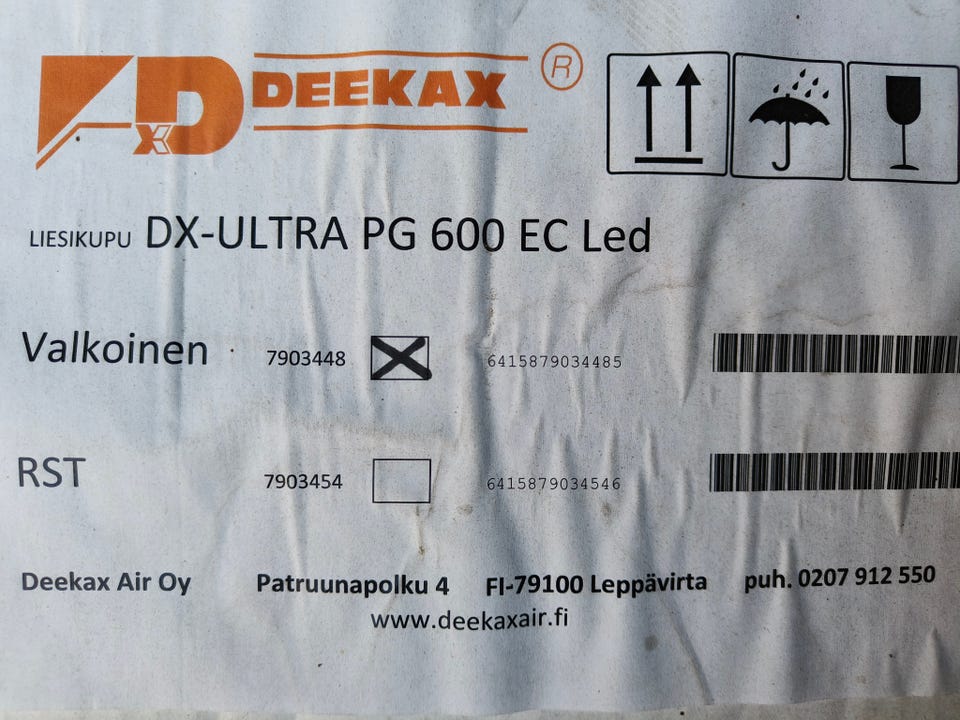 DX DEEKAX ®
LIESIKUPU DX-ULTRA PG 600 EC Led
Valkoinen 7903448 6415879034485
RST 7903454 6415879034546
Deekax Air Oy Patruunapolku 4 FI-79100 Leppävirta puh. 0207 912 550
www.deekaxair.fi